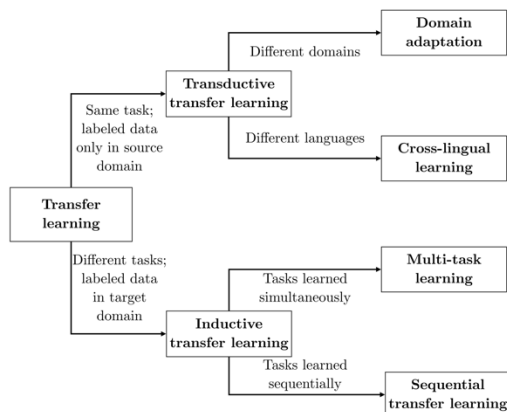 Domain
adaptation
Different domains
Transductive
transfer learning
Same task;
labeled data
only in source
domain
Different languages
Cross-lingual
learning
Transfer
learning
Different tasks;
labeled data
in target
domain
Multi-task
learning
Tasks learned
simultaneously
Inductive
transfer learning
Tasks learned
sequentially
Sequential
transfer learning